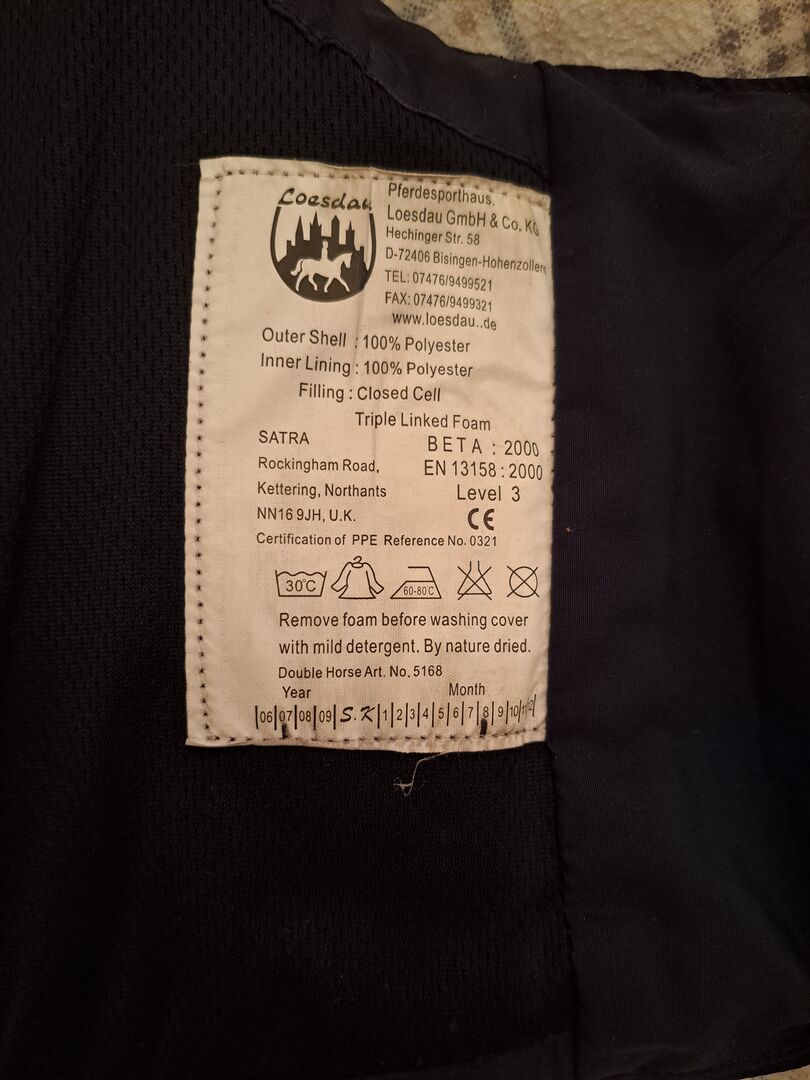 Loesdau
Pferdesporthaus.
Loesdau GmbH & Co. KG
Hechinger Str. 58
D-72406 Bisingen-Hohenzollern
TEL: 07476/9499521
FAX: 07476/9499321
www.loesdau..de
Outer Shell : 100% Polyester
Inner Lining : 100% Polyester
Filling : Closed Cell
Triple Linked Foam
SATRA
Rockingham Road,
Kettering, Northants
NN16 9JH, U.K.
BETA : 2000
EN 13158 : 2000
Level 3
CE
Certification of PPE Reference No. 0321
30°C
60-80°C
Remove foam before washing cover
with mild detergent. By nature dried.
Double Horse Art. No. 5168
Year Month
|06|07|08|09| S.K |1|2|3|4|5|6|7|8|9|10|11|12|